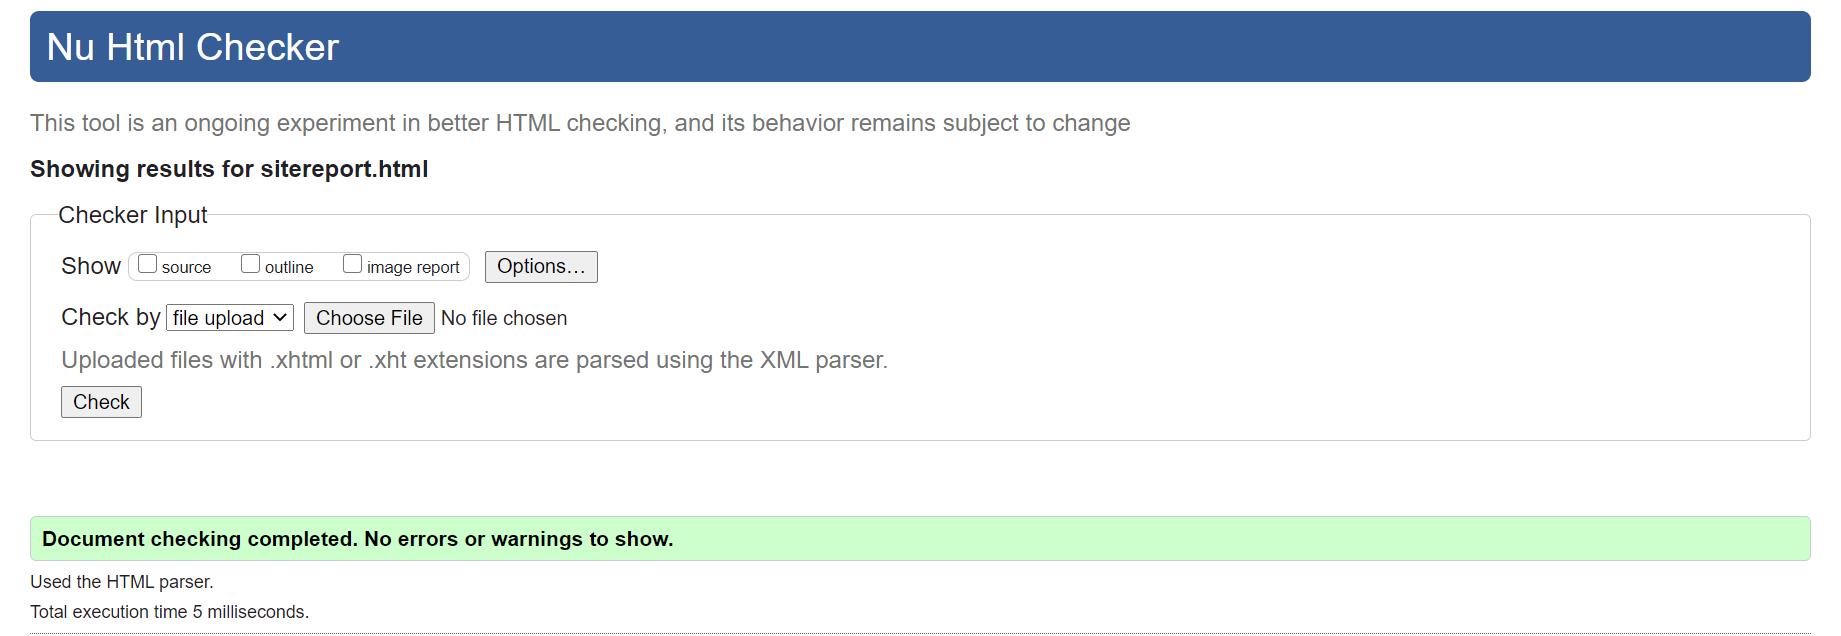 Nu Html Checker
This tool is an ongoing experiment in better HTML checking, and its behavior remains subject to change
Showing results for sitereport.html
Checker Input
Show source outline image report Options…
Check by file upload Choose File No file chosen
Uploaded files with .xhtml or .xht extensions are parsed using the XML parser.
Check
Document checking completed. No errors or warnings to show.
Used the HTML parser.
Total execution time 5 milliseconds.